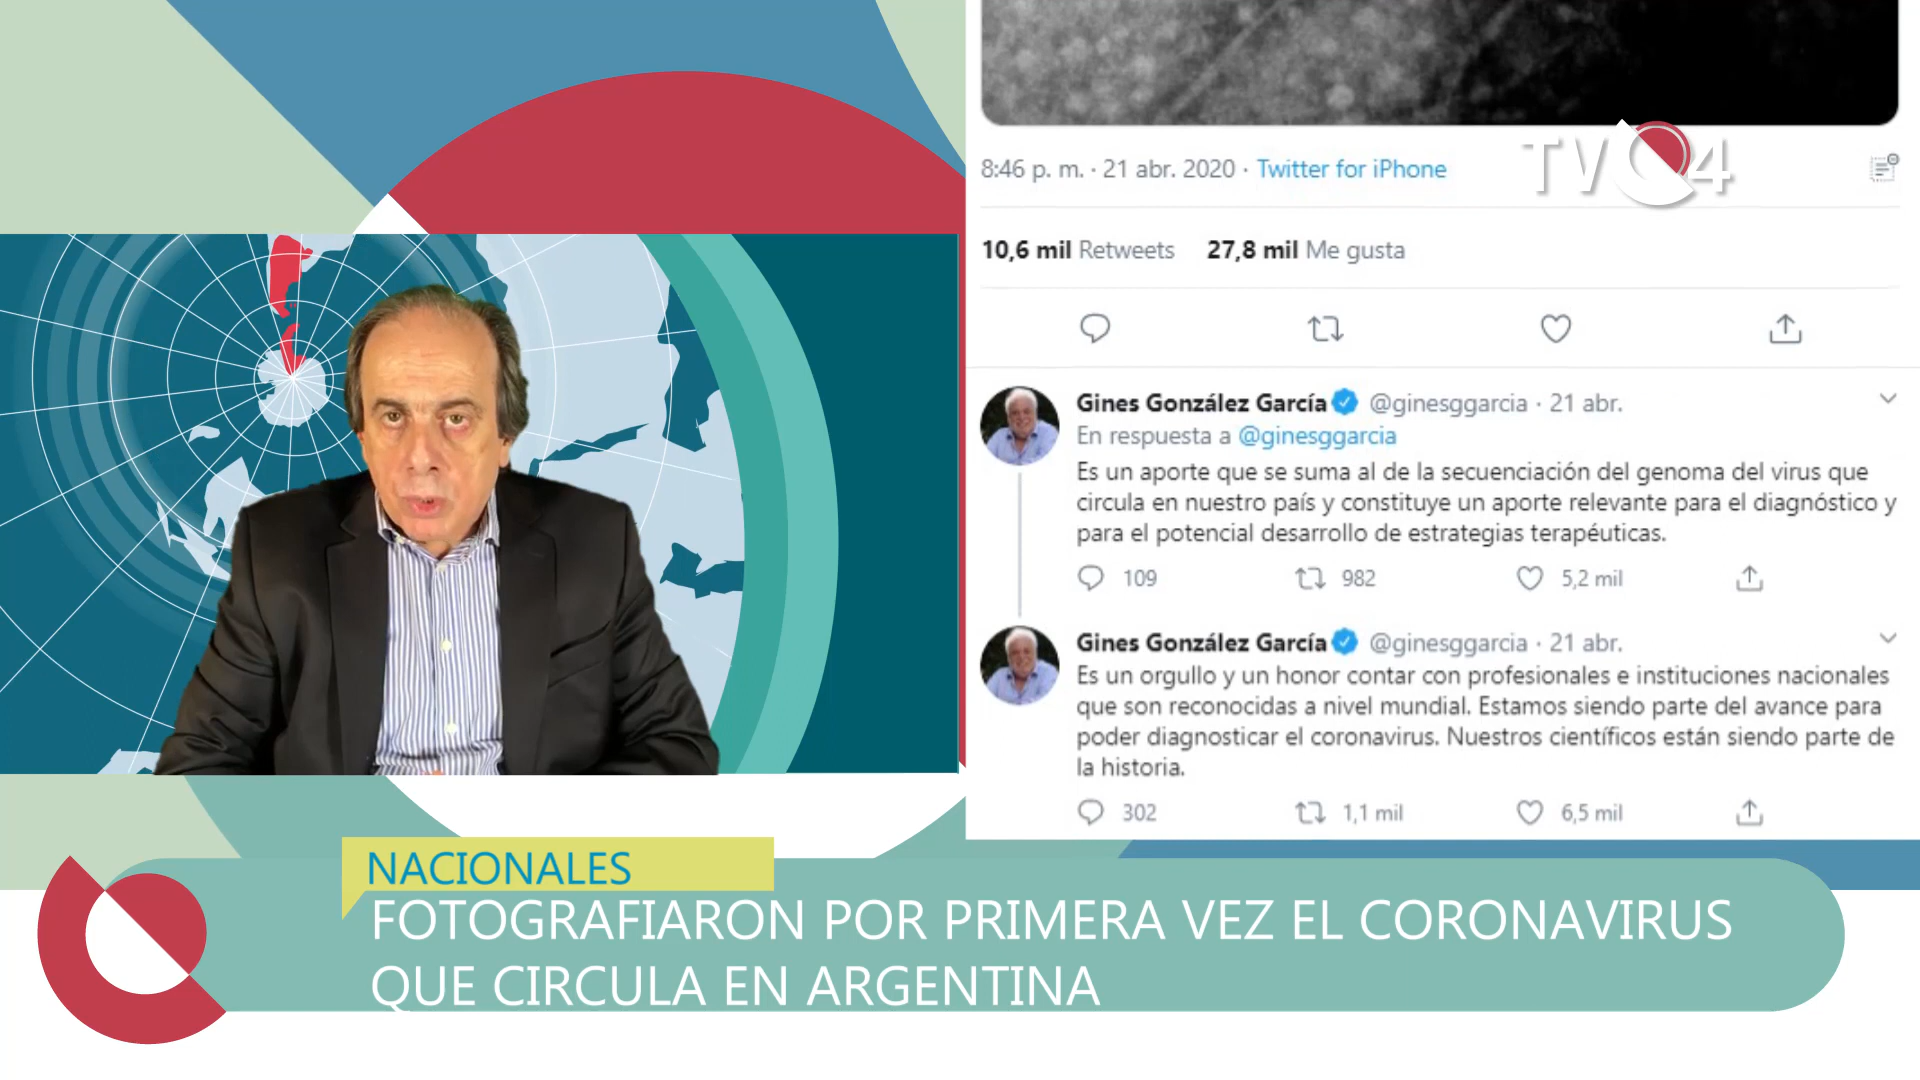 8:46 p. m. · 21 abr. 2020 · Twitter for iPhone
TVO4
10,6 mil Retweets 27,8 mil Me gusta
Gines González García @ginesggarcia · 21 abr.
En respuesta a @ginesggarcia
Es un aporte que se suma al de la secuenciación del genoma del virus que
circula en nuestro país y constituye un aporte relevante para el diagnóstico y
para el potencial desarrollo de estrategias terapéuticas.
109 982 5,2 mil
Gines González García @ginesggarcia · 21 abr.
Es un orgullo y un honor contar con profesionales e instituciones nacionales
que son reconocidas a nivel mundial. Estamos siendo parte del avance para
poder diagnosticar el coronavirus. Nuestros científicos están siendo parte de
la historia.
302 1,1 mil 6,5 mil
NACIONALES
FOTOGRAFIARON POR PRIMERA VEZ EL CORONAVIRUS
QUE CIRCULA EN ARGENTINA